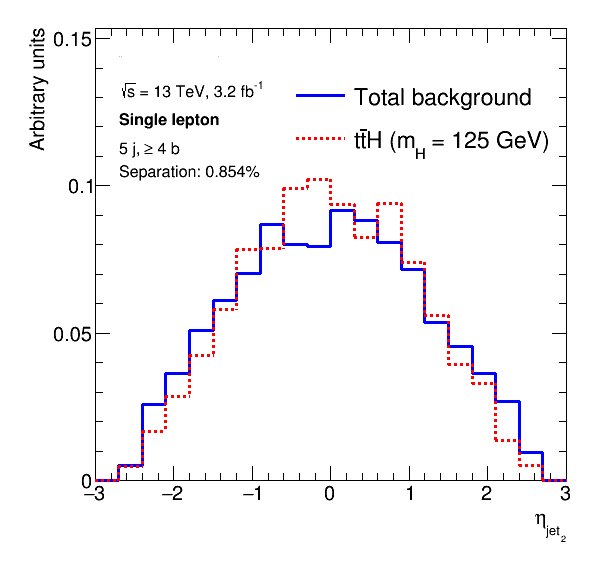 Arbitrary units
0.15
0.1
0.05
0
√s = 13 TeV, 3.2 fb⁻¹
Single lepton
5 j, ≥ 4 b
Separation: 0.854%
Total background
tt̄H (m_H = 125 GeV)
−3 −2 −1 0 1 2 3
η_jet₂